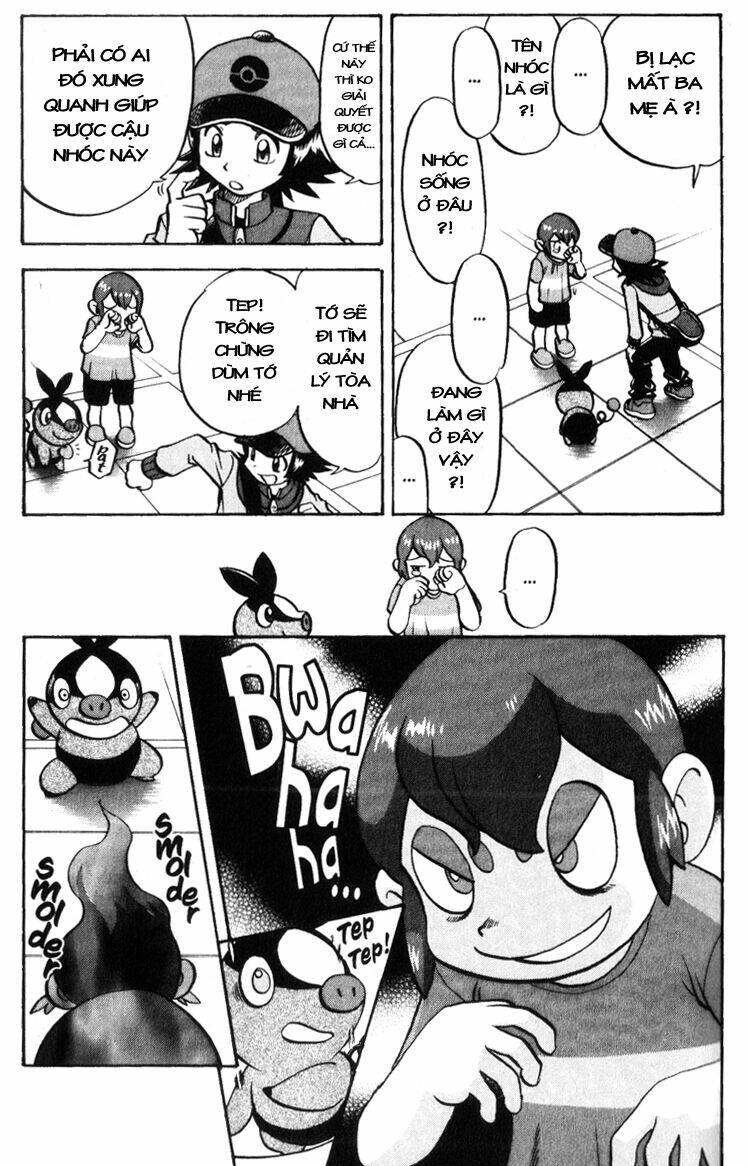 BỊ LẠC
MẤT BA
MẸ À ?!
...
TÊN
NHÓC
LÀ GÌ
?!
...
NHÓC
SỐNG
Ở ĐÂU
?!
...
ĐANG
LÀM GÌ
Ở ĐÂY
VẬY
?!
...
CỨ THẾ
NÀY
THÌ KO
GIẢI
QUYẾT
ĐƯỢC
GÌ CẢ...
PHẢI CÓ AI
ĐÓ XUNG
QUANH GIÚP
ĐƯỢC CẬU
NHÓC NÀY
TỚ SẼ
ĐI TÌM
QUẢN
LÝ TÒA
NHÀ
TEP!
TRÔNG
CHỪNG
DÙM TỚ
NHÉ
pat
...
Bwa
ha
ha...
smolder
smolder
TEP
TEP!